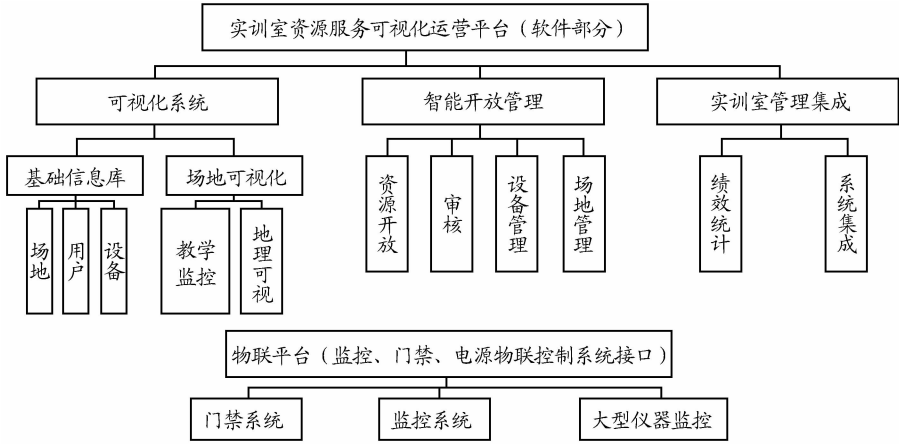 实训室资源服务可视化运营平台（软件部分）
可视化系统
智能开放管理
实训室管理集成
基础信息库
场地可视化
资源开放
审核
设备管理
场地管理
绩效统计
系统集成
场地
用户
设备
教学
监控
地理可视
物联平台（监控、门禁、电源物联控制系统接口）
门禁系统
监控系统
大型仪器监控